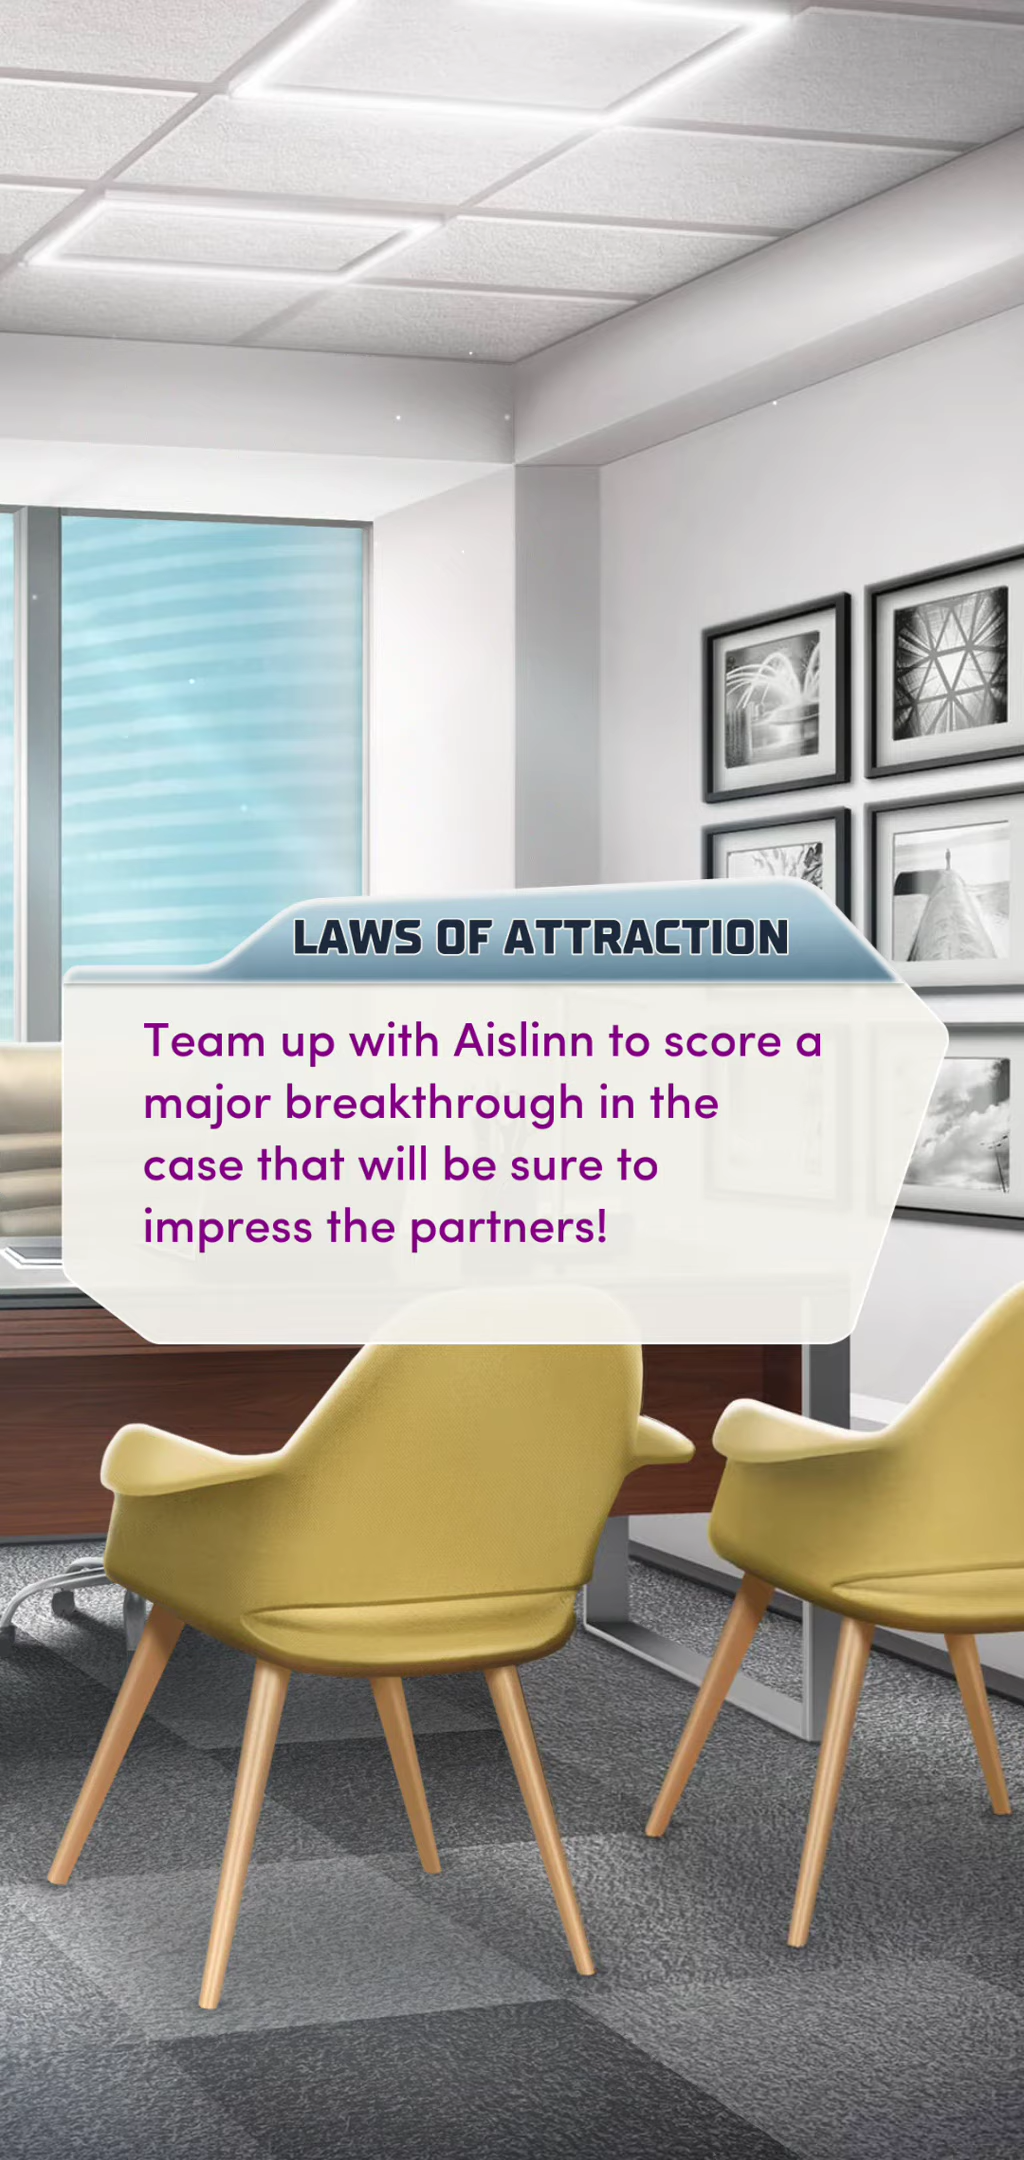 LAWS OF ATTRACTION
Team up with Aislinn to score a
major breakthrough in the
case that will be sure to
impress the partners!